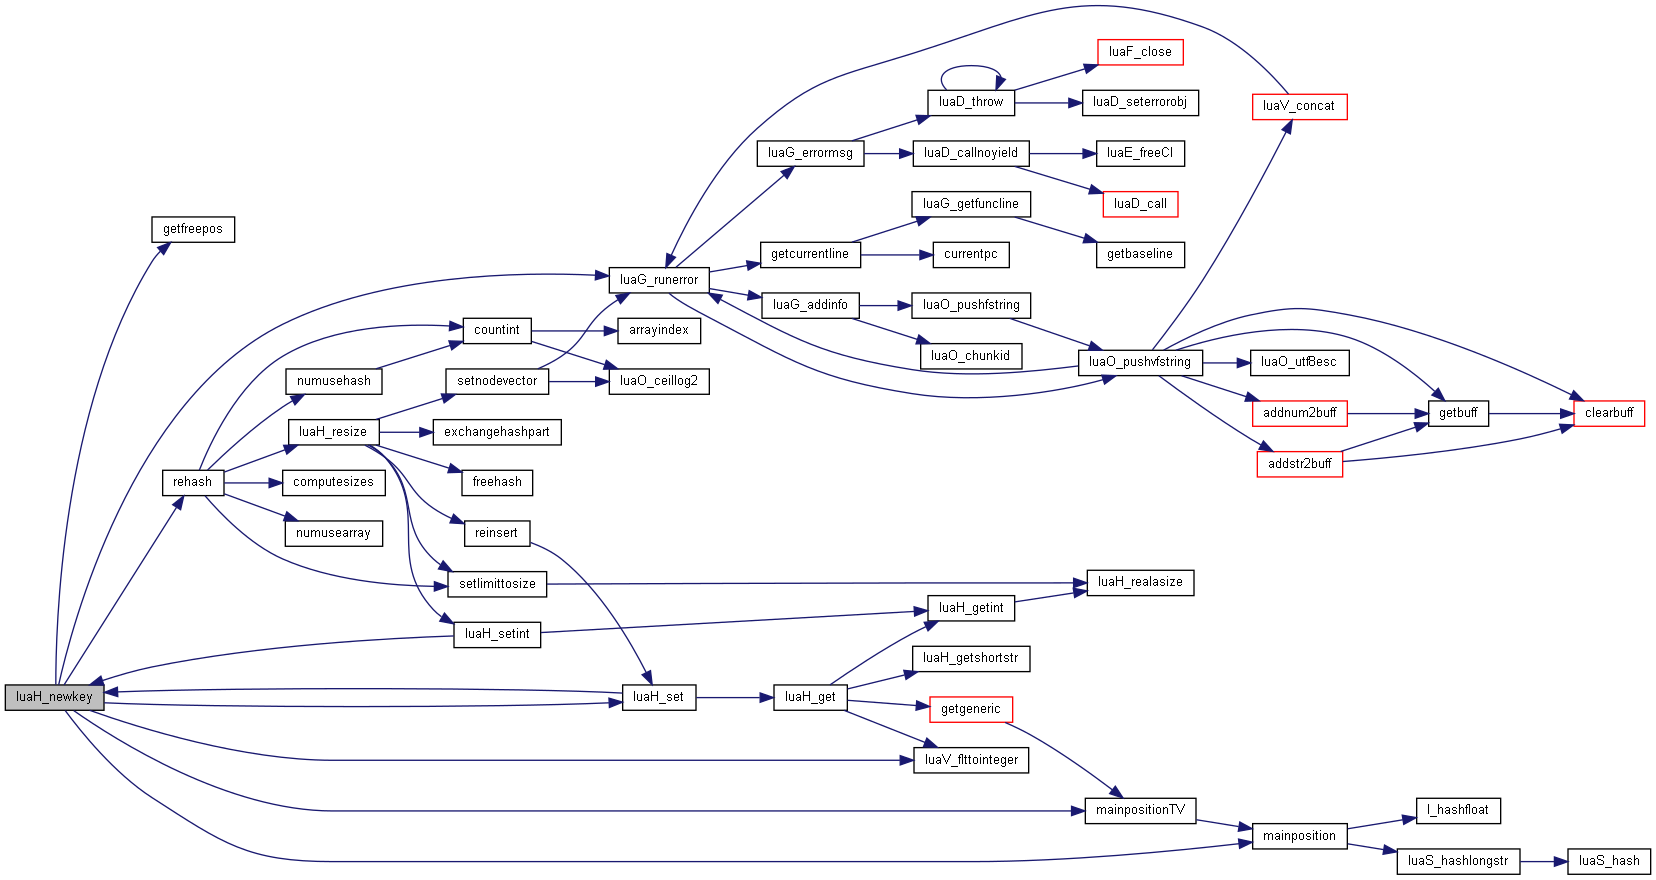 luaF_close
luaD_throw
luaD_seterrorobj
luaV_concat
luaG_errormsg
luaD_callnoyield
luaE_freeCI
luaG_getfuncline
luaD_call
getfreepos
getcurrentline
currentpc
getbaseline
luaG_runerror
luaG_addinfo
luaO_pushfstring
countint
arrayindex
luaO_chunkid
luaO_pushvfstring
luaO_utf8esc
numusehash
setnodevector
luaO_ceillog2
addnum2buff
getbuff
clearbuff
luaH_resize
exchangehashpart
addstr2buff
rehash
computesizes
freehash
numusearray
reinsert
setlimittosize
luaH_realasize
luaH_getint
luaH_setint
luaH_getshortstr
luaH_newkey
luaH_set
luaH_get
getgeneric
luaV_flttointeger
mainpositionTV
l_hashfloat
mainposition
luaS_hashlongstr
luaS_hash